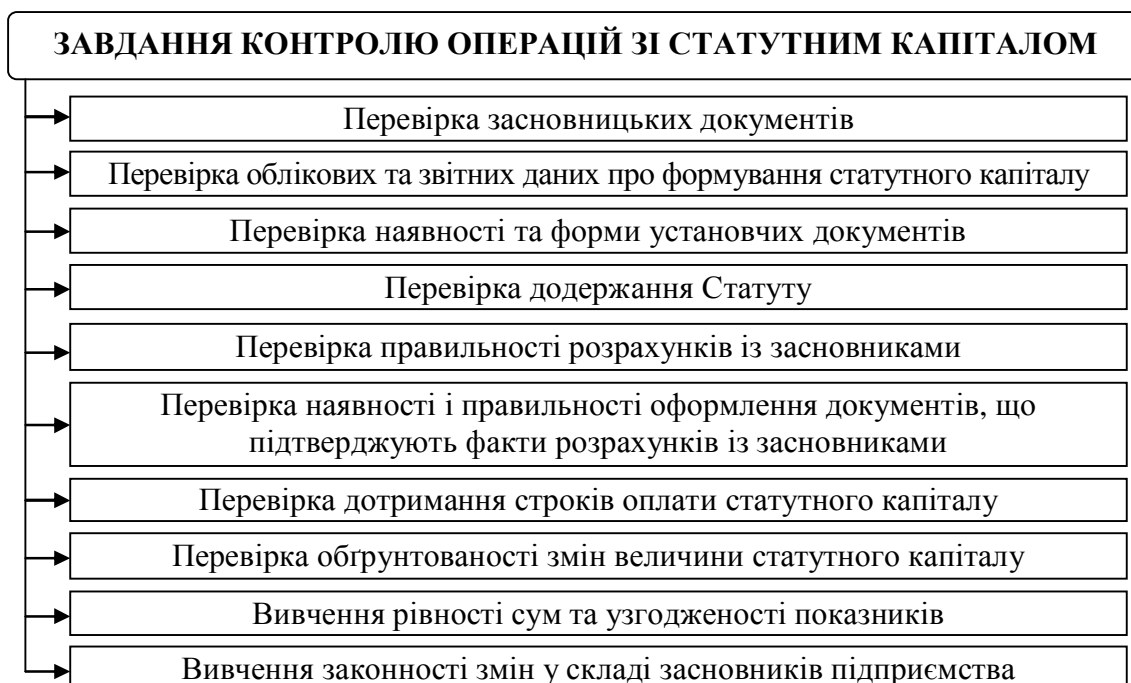 ЗАВДАННЯ КОНТРОЛЮ ОПЕРАЦІЙ ЗІ СТАТУТНИМ КАПІТАЛОМ
Перевірка засновницьких документів
Перевірка облікових та звітних даних про формування статутного капіталу
Перевірка наявності та форми установчих документів
Перевірка додержання Статуту
Перевірка правильності розрахунків із засновниками
Перевірка наявності і правильності оформлення документів, що
підтверджують факти розрахунків із засновниками
Перевірка дотримання строків оплати статутного капіталу
Перевірка обґрунтованості змін величини статутного капіталу
Вивчення рівності сум та узгодженості показників
Вивчення законності змін у складі засновників підприємства